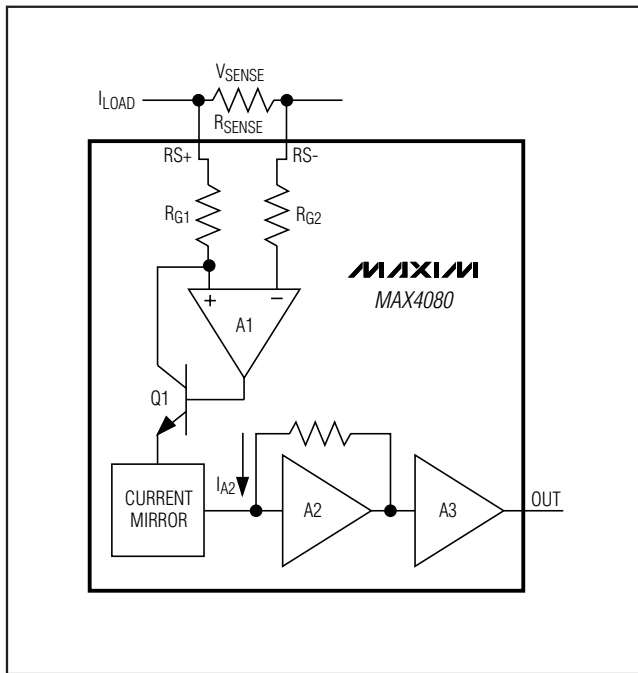 VSENSE
ILOAD
RSENSE
RS+ RS-
RG1 RG2
MAXIM
MAX4080
+ −
A1
Q1
CURRENT
MIRROR
IA2
A2 A3 OUT